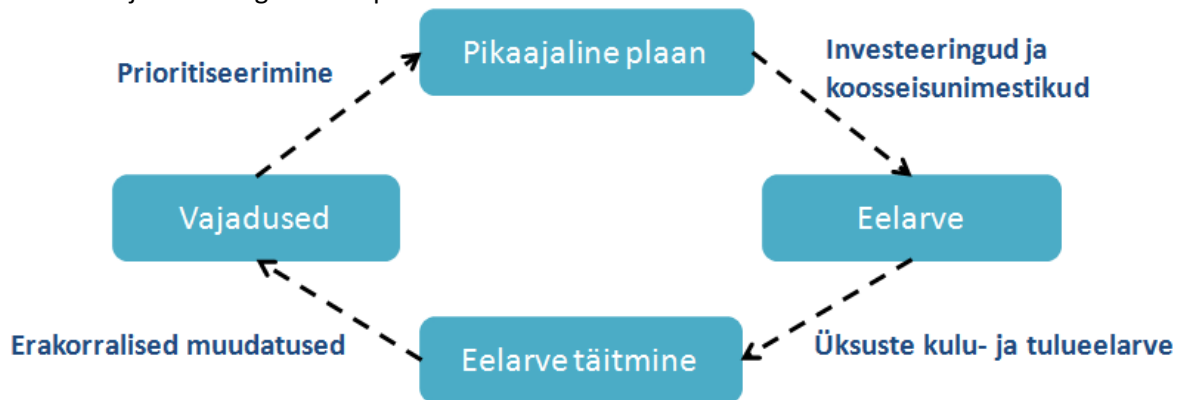 Pikaajaline plaan
Investeeringud ja
koosseisunimestikud
Prioritiseerimine
Vajadused
Eelarve
Erakorralised muudatused
Eelarve täitmine
Üksuste kulu- ja tulueelarve